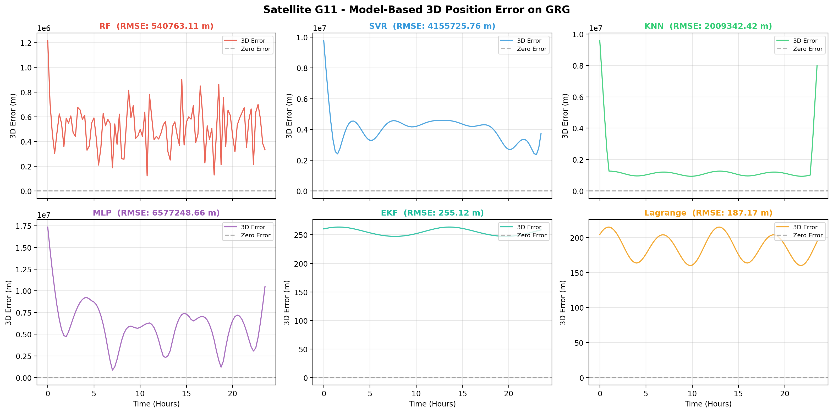 Satellite G11 - Model-Based 3D Position Error on GRG
RF (RMSE: 540763.11 m)
1e6
3D Error (m)
1.2
1.0
0.8
0.6
0.4
0.2
0.0
3D Error
Zero Error
SVR (RMSE: 4155725.76 m)
1e7
3D Error (m)
1.0
0.8
0.6
0.4
0.2
0.0
3D Error
Zero Error
KNN (RMSE: 2009342.42 m)
1e7
3D Error (m)
1.0
0.8
0.6
0.4
0.2
0.0
3D Error
Zero Error
MLP (RMSE: 6577248.66 m)
1e7
3D Error (m)
1.75
1.50
1.25
1.00
0.75
0.50
0.25
0.00
3D Error
Zero Error
0 5 10 15 20
Time (Hours)
EKF (RMSE: 255.12 m)
3D Error (m)
250
200
150
100
50
0
3D Error
Zero Error
0 5 10 15 20
Time (Hours)
Lagrange (RMSE: 187.17 m)
3D Error (m)
200
150
100
50
0
3D Error
Zero Error
0 5 10 15 20
Time (Hours)